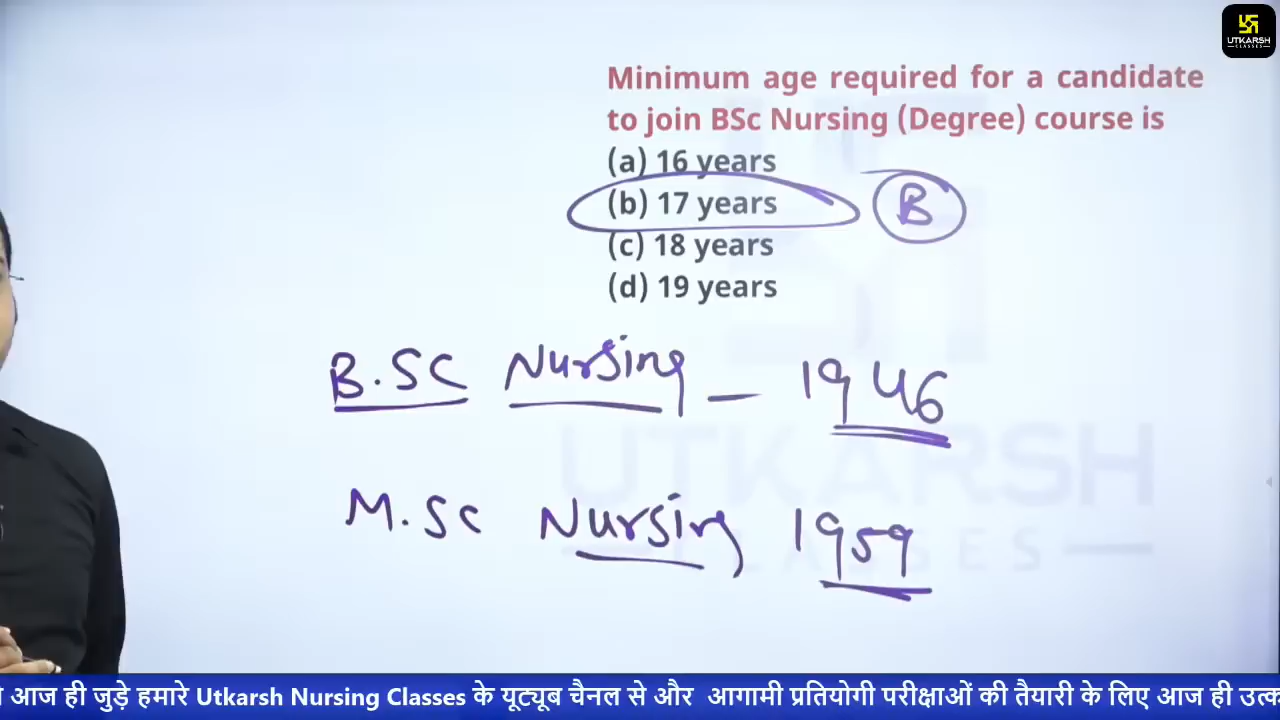 UTKARSH
CLASSES
Minimum age required for a candidate
to join BSc Nursing (Degree) course is
(a) 16 years
(b) 17 years
B
(c) 18 years
(d) 19 years
B.SC Nursing - 1946
UTKARSH
M.SC Nursing 1959
CLASSES
आज ही जुड़े हमारे Utkarsh Nursing Classes के यूट्यूब चैनल से और आगामी प्रतियोगी परीक्षाओं की तैयारी के लिए आज ही